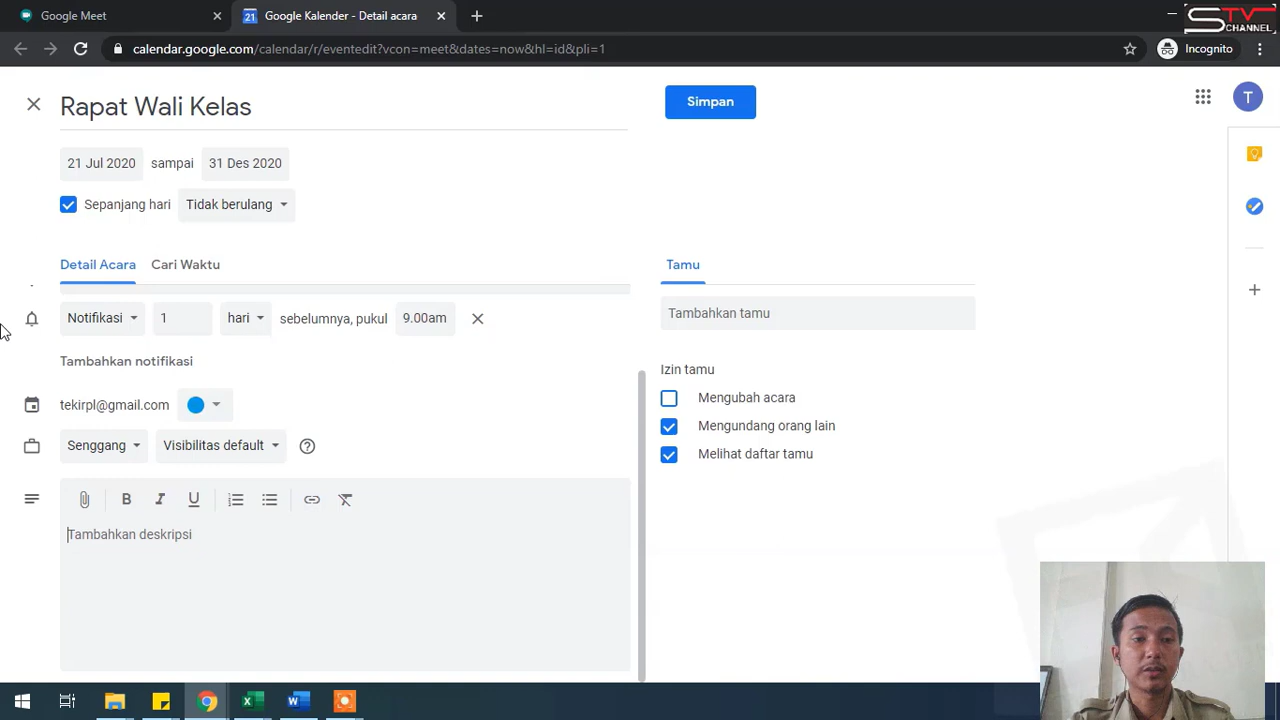 Google Meet
Google Kalender - Detail acara
STV
CHANNEL
calendar.google.com/calendar/r/eventedit?vcon=meet&dates=now&hl=id&pli=1
Incognito
Rapat Wali Kelas
Simpan
T
21 Jul 2020 sampai 31 Des 2020
Sepanjang hari Tidak berulang
Detail Acara Cari Waktu
Tamu
Notifikasi 1 hari sebelumnya, pukul 9.00am
Tambahkan tamu
Tambahkan notifikasi
Izin tamu
Mengubah acara
tekirpl@gmail.com
Mengundang orang lain
Senggang Visibilitas default
Melihat daftar tamu
B I U
Tambahkan deskripsi